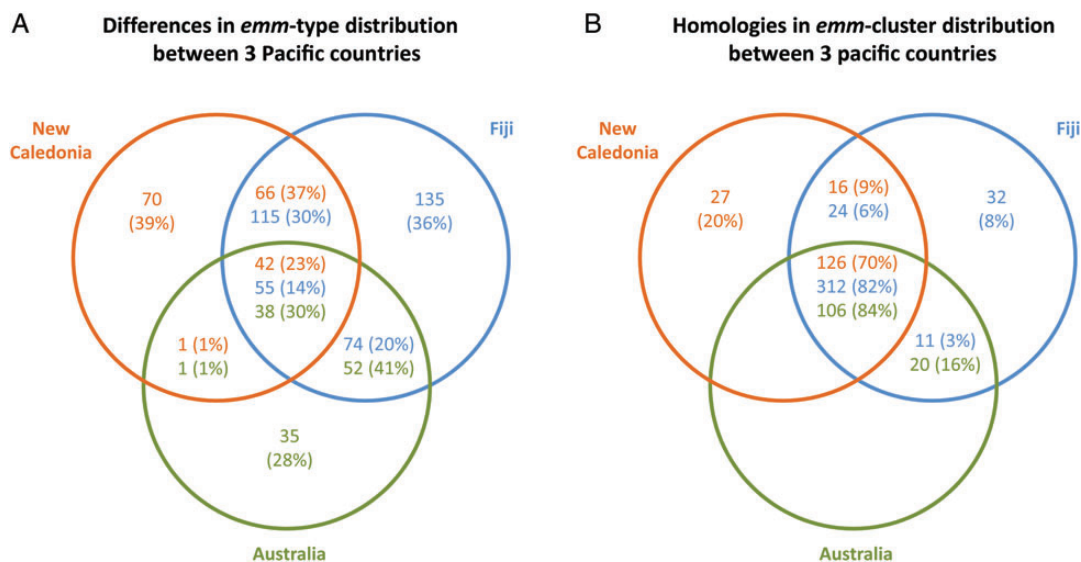 A
Differences in emm-type distribution
between 3 Pacific countries
New
Caledonia
Fiji
70
(39%)
66 (37%)
115 (30%)
135
(36%)
42 (23%)
55 (14%)
38 (30%)
1 (1%)
1 (1%)
74 (20%)
52 (41%)
35
(28%)
Australia
B
Homologies in emm-cluster distribution
between 3 pacific countries
New
Caledonia
Fiji
27
(20%)
16 (9%)
24 (6%)
32
(8%)
126 (70%)
312 (82%)
106 (84%)
11 (3%)
20 (16%)
Australia